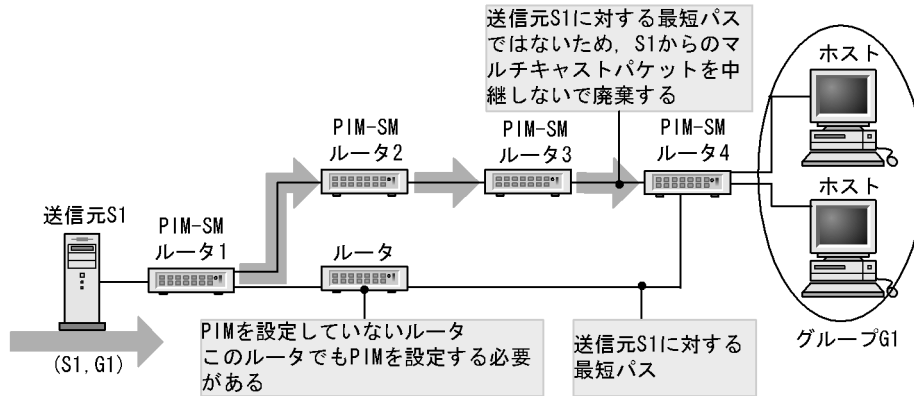 送信元S1に対する最短パス
ではないため，S1からのマ
ルチキャストパケットを中
継しないで廃棄する
ホスト
PIM-SM
ルータ2
PIM-SM
ルータ3
PIM-SM
ルータ4
ホスト
送信元S1
PIM-SM
ルータ1
ルータ
PIMを設定していないルータ
このルータでもPIMを設定する必要
がある
送信元S1に対する
最短パス
グループG1
(S1,G1)